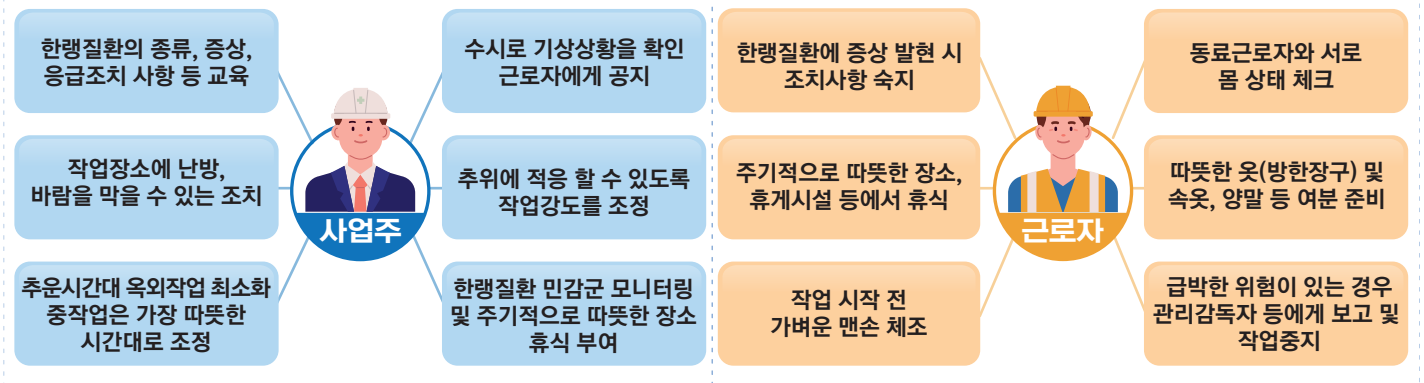 한랭질환의 종류, 증상,
응급조치 사항 등 교육
작업장소에 난방,
바람을 막을 수 있는 조치
추운시간대 옥외작업 최소화
중작업은 가장 따뜻한
시간대로 조정
사업주
수시로 기상상황을 확인
근로자에게 공지
추위에 적응 할 수 있도록
작업강도를 조정
한랭질환 민감군 모니터링
및 주기적으로 따뜻한 장소
휴식 부여
한랭질환에 증상 발현 시
조치사항 숙지
주기적으로 따뜻한 장소,
휴게시설 등에서 휴식
작업 시작 전
가벼운 맨손 체조
근로자
동료근로자와 서로
몸 상태 체크
따뜻한 옷(방한장구) 및
속옷, 양말 등 여분 준비
급박한 위험이 있는 경우
관리감독자 등에게 보고 및
작업중지